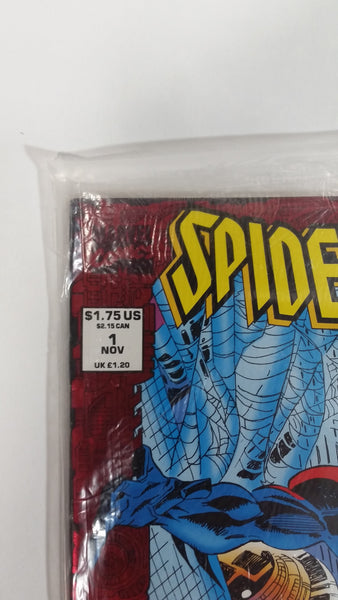 SPIDE
$1.75 US
$2.15 CAN
1
NOV
UK £1.20